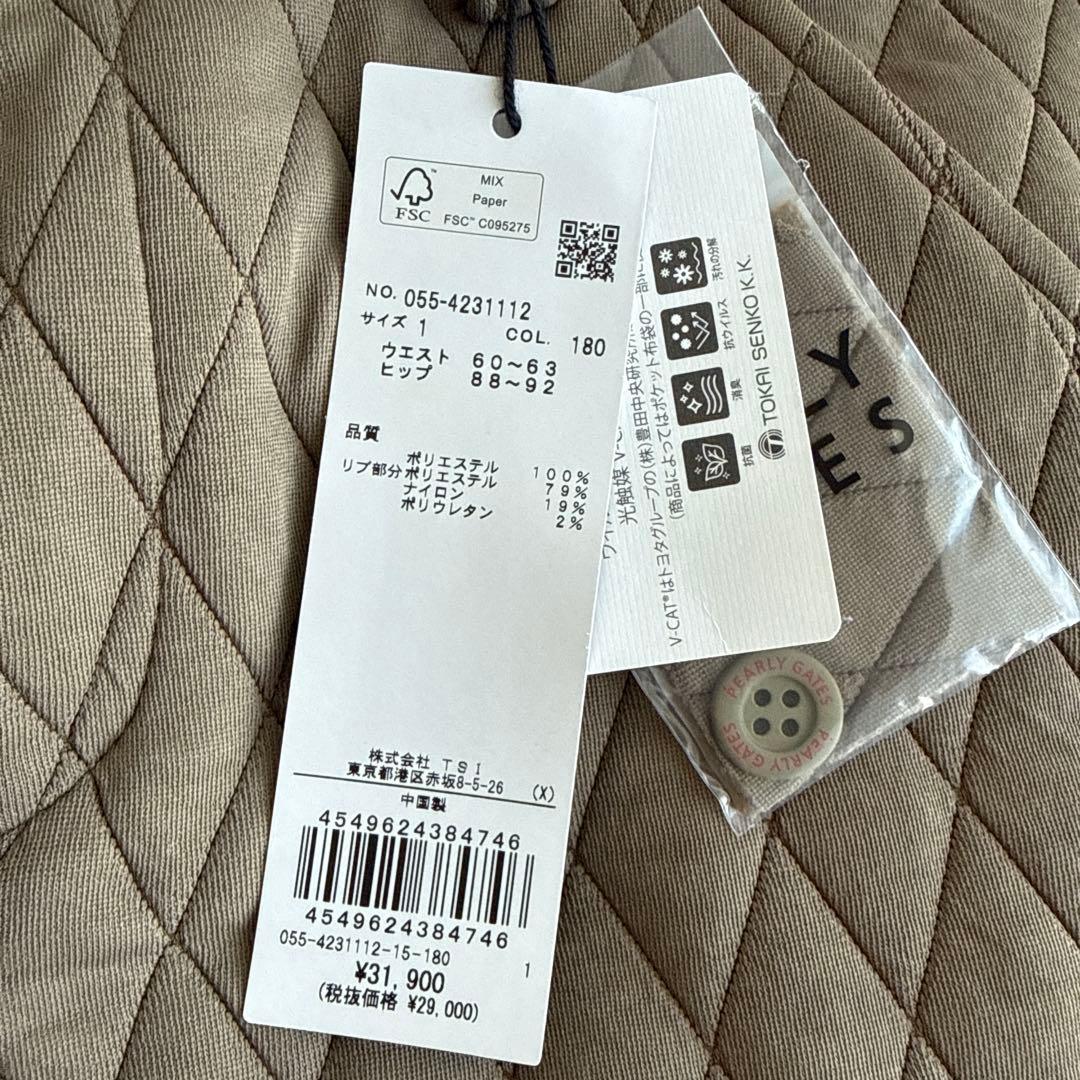 MIX
Paper
FSC™ C095275
FSC
NO. 055-4231112
サイズ 1 COL. 180
ウエスト 60～63
ヒップ 88～92
品質
ポリエステル 100%
リブ部分ポリエステル 79%
ナイロン 19%
ポリウレタン 2%
株式会社 TSI
東京都港区赤坂8-5-26 (X)
中国製
4549624384746
4549624384746
055-4231112-15-180
1
¥31,900
(税抜価格 ¥29,000)
光触媒
V-CAT®はトヨタグループの(株)豊田中央研究所
(商品によってはポケット布袋の一部に
汚れの分解
抗ウイルス
消臭
抗菌
TOKAI SENKO K.K.
LY
ES
PEARLY GATES
PEARLY GATES